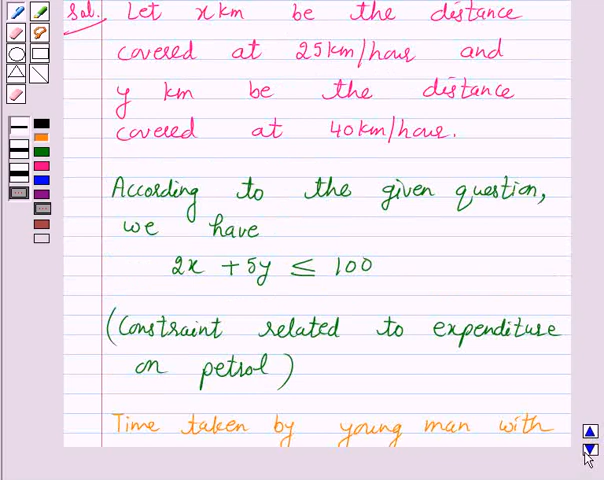 Sol. Let x km be the distance
covered at 25km/hour and
y km be the distance
covered at 40km/hour.
According to the given question,
we have
2x + 5y ≤ 100
(Constraint related to expenditure
on petrol)
Time taken by young man with